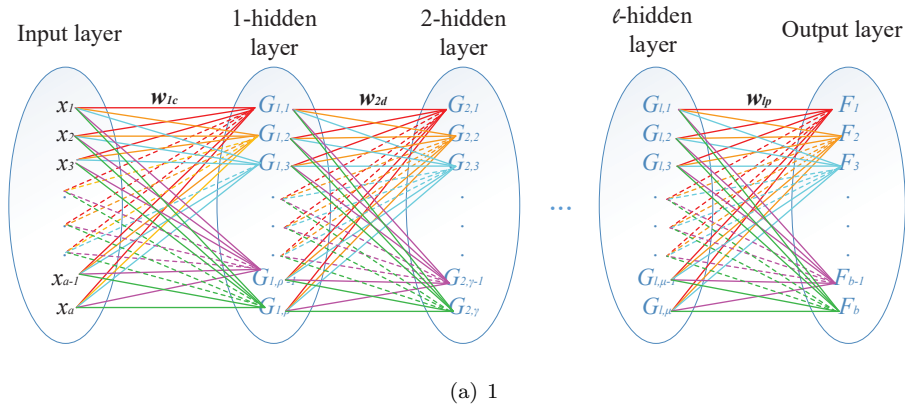 Input layer
1-hidden
layer
2-hidden
layer
ℓ-hidden
layer
Output layer
x1 w1c G1,1 w2d G2,1 Gl,1 wlp F1
x2 G1,2 G2,2 Gl,2 F2
x3 G1,3 G2,3 Gl,3 F3
...
xa-1 G1,ρ-1 G2,γ-1 Gl,μ-1 Fb-1
xa G1,ρ G2,γ Gl,μ Fb
(a) 1